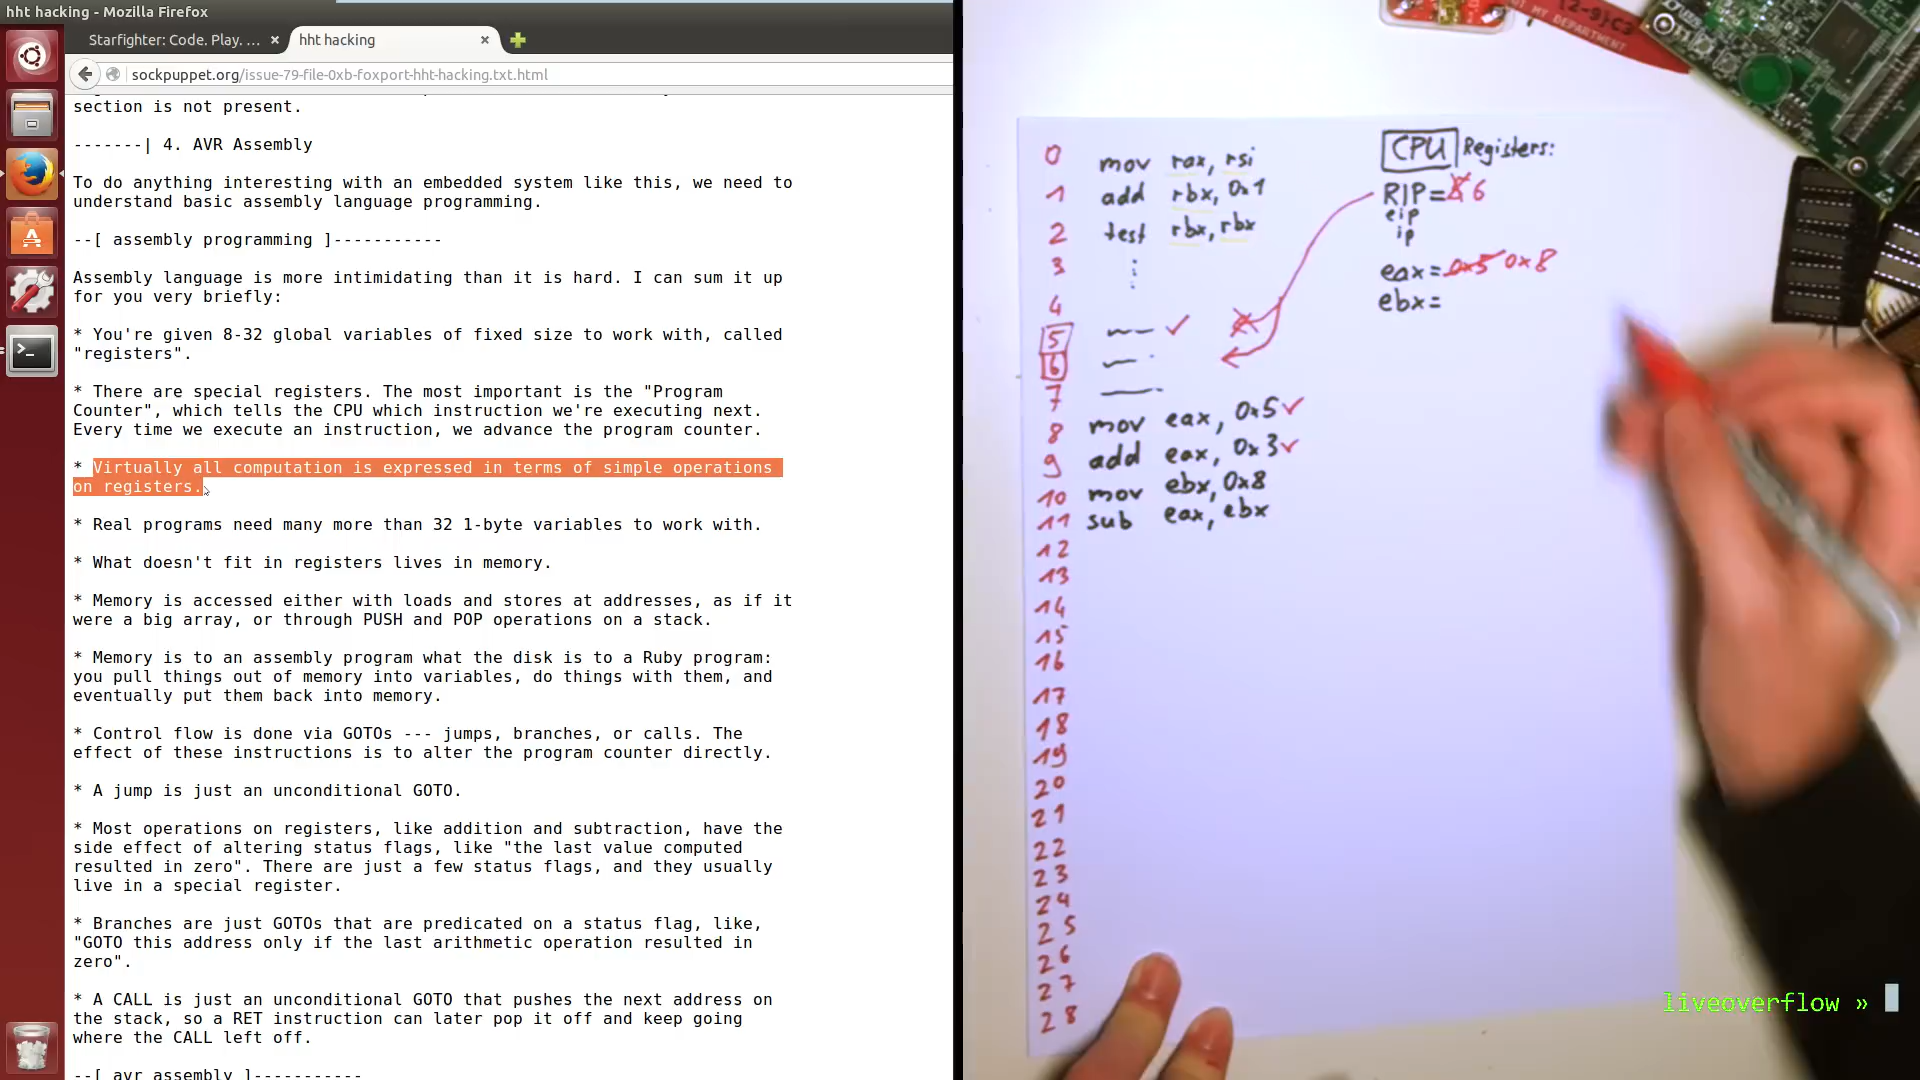 hht hacking - Mozilla Firefox
Starfighter: Code. Play. ...
hht hacking
sockpuppet.org/issue-79-file-0xb-foxport-hht-hacking.txt.html
section is not present.
-------| 4. AVR Assembly
To do anything interesting with an embedded system like this, we need to
understand basic assembly language programming.
--[ assembly programming ]-----------
Assembly language is more intimidating than it is hard. I can sum it up
for you very briefly:
* You're given 8-32 global variables of fixed size to work with, called
"registers".
* There are special registers. The most important is the "Program
Counter", which tells the CPU which instruction we're executing next.
Every time we execute an instruction, we advance the program counter.
* Virtually all computation is expressed in terms of simple operations
on registers.
* Real programs need many more than 32 1-byte variables to work with.
* What doesn't fit in registers lives in memory.
* Memory is accessed either with loads and stores at addresses, as if it
were a big array, or through PUSH and POP operations on a stack.
* Memory is to an assembly program what the disk is to a Ruby program:
you pull things out of memory into variables, do things with them, and
eventually put them back into memory.
* Control flow is done via GOTOs --- jumps, branches, or calls. The
effect of these instructions is to alter the program counter directly.
* A jump is just an unconditional GOTO.
* Most operations on registers, like addition and subtraction, have the
side effect of altering status flags, like "the last value computed
resulted in zero". There are just a few status flags, and they usually
live in a special register.
* Branches are just GOTOs that are predicated on a status flag, like,
"GOTO this address only if the last arithmetic operation resulted in
zero".
* A CALL is just an unconditional GOTO that pushes the next address on
the stack, so a RET instruction can later pop it off and keep going
where the CALL left off.
--[ avr assembly ]-----------
0 mov rax, rsi
1 add rbx, 0x1
2 test rbx, rbx
3
4
5
6
7
8 mov eax, 0x5
9 add eax, 0x3
10 mov ebx, 0x8
11 sub eax, ebx
12
13
14
15
16
17
18
19
20
21
22
23
24
25
26
27
28
CPU Registers:
RIP= 6
eip
ip
eax=0x5 0x8
ebx=
liveoverflow »